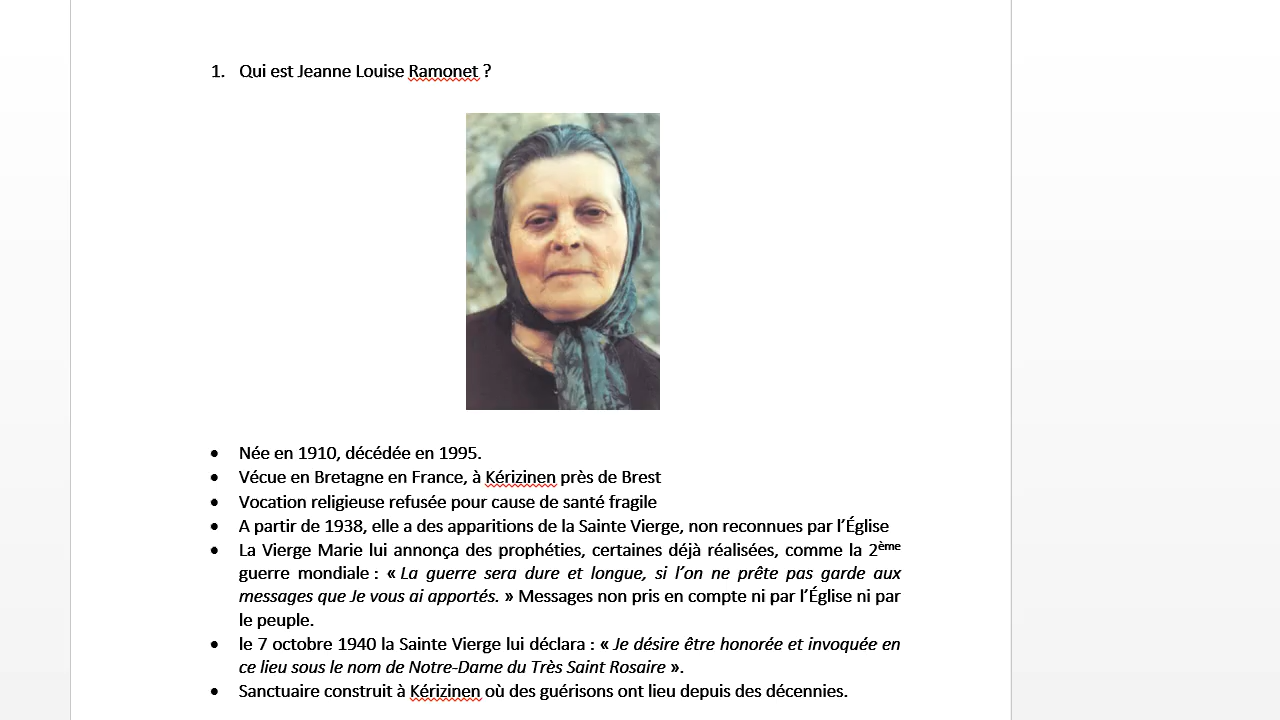 1. Qui est Jeanne Louise Ramonet ?
• Née en 1910, décédée en 1995.
• Vécue en Bretagne en France, à Kérizinen près de Brest
• Vocation religieuse refusée pour cause de santé fragile
• A partir de 1938, elle a des apparitions de la Sainte Vierge, non reconnues par l’Église
• La Vierge Marie lui annonça des prophéties, certaines déjà réalisées, comme la 2ème
guerre mondiale : « La guerre sera dure et longue, si l’on ne prête pas garde aux
messages que Je vous ai apportés. » Messages non pris en compte ni par l’Église ni par
le peuple.
• le 7 octobre 1940 la Sainte Vierge lui déclara : « Je désire être honorée et invoquée en
ce lieu sous le nom de Notre-Dame du Très Saint Rosaire ».
• Sanctuaire construit à Kérizinen où des guérisons ont lieu depuis des décennies.